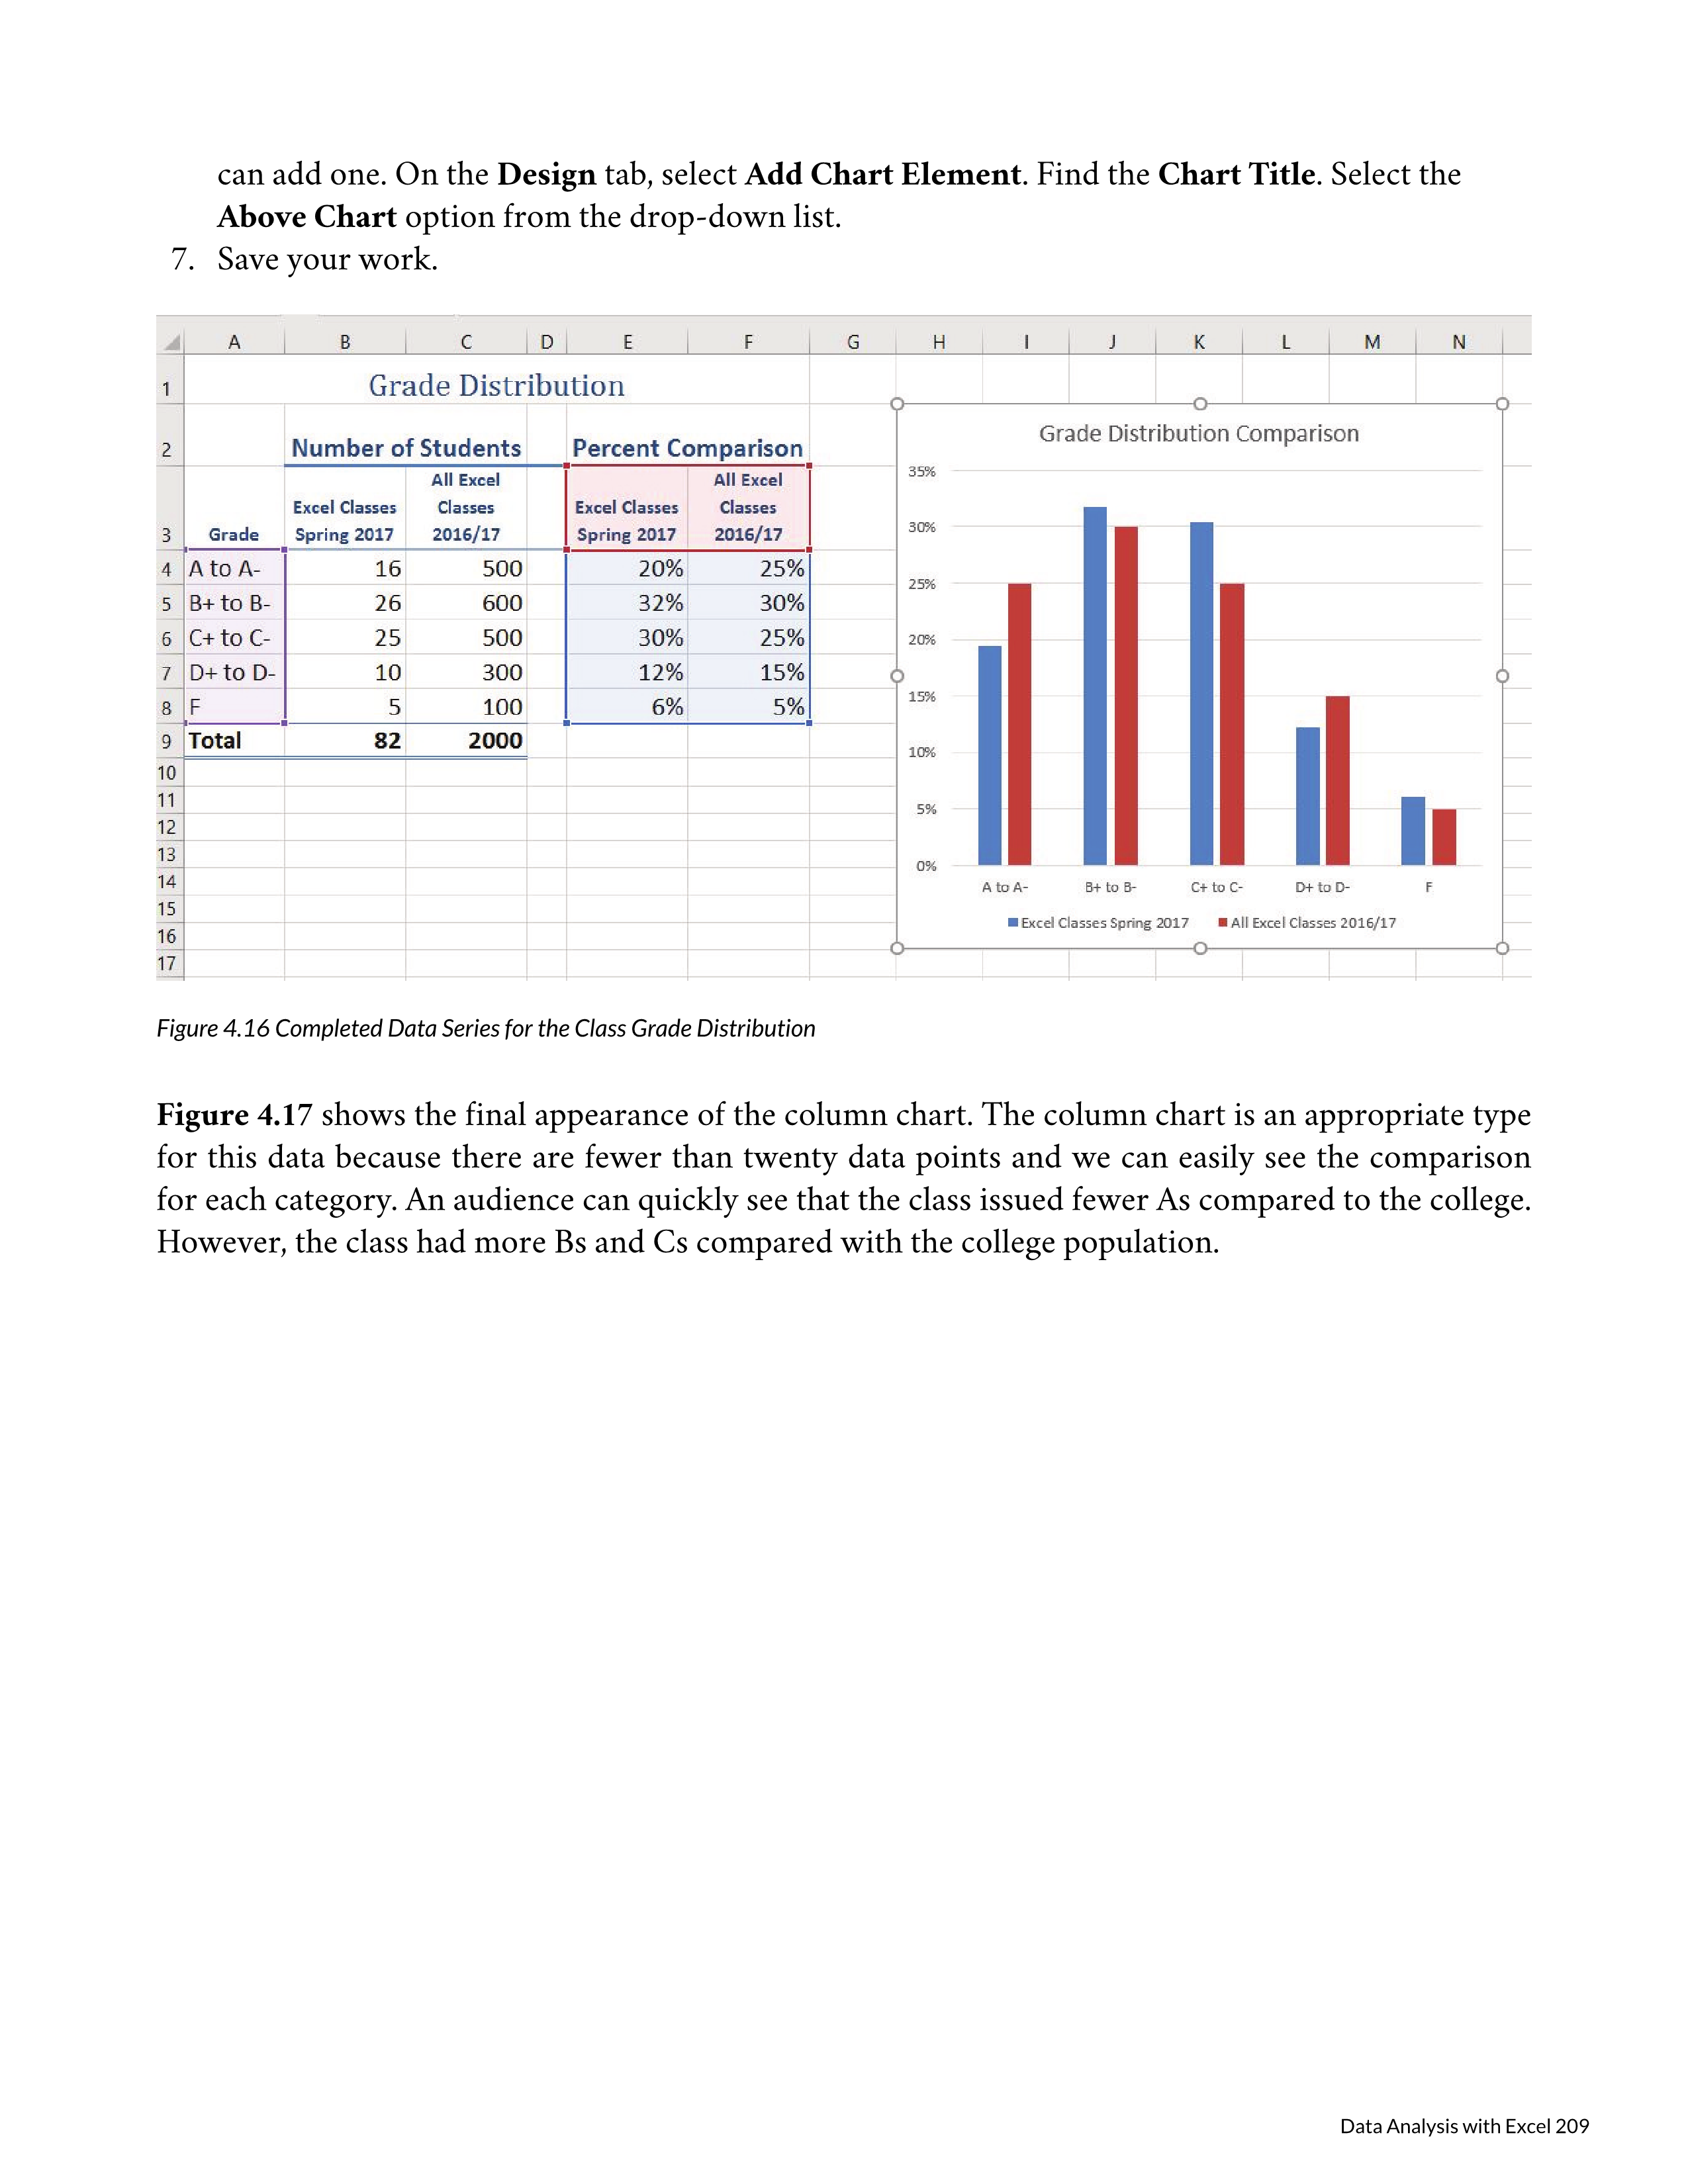 can add one. On the Design tab, select Add Chart Element. Find the Chart Title. Select the
Above Chart option from the drop-down list.
7. Save your work.
A B C D E F G H I J K L M N
1 Grade Distribution
2 Number of Students Percent Comparison
3 Grade Excel Classes Spring 2017 All Excel Classes 2016/17 Excel Classes Spring 2017 All Excel Classes 2016/17
4 A to A- 16 500 20% 25%
5 B+ to B- 26 600 32% 30%
6 C+ to C- 25 500 30% 25%
7 D+ to D- 10 300 12% 15%
8 F 5 100 6% 5%
9 Total 82 2000
10
11
12
13
14
15
16
17
Grade Distribution Comparison
35%
30%
25%
20%
15%
10%
5%
0%
A to A- B+ to B- C+ to C- D+ to D- F
Excel Classes Spring 2017 All Excel Classes 2016/17
Figure 4.16 Completed Data Series for the Class Grade Distribution
Figure 4.17 shows the final appearance of the column chart. The column chart is an appropriate type
for this data because there are fewer than twenty data points and we can easily see the comparison
for each category. An audience can quickly see that the class issued fewer As compared to the college.
However, the class had more Bs and Cs compared with the college population.
Data Analysis with Excel 209